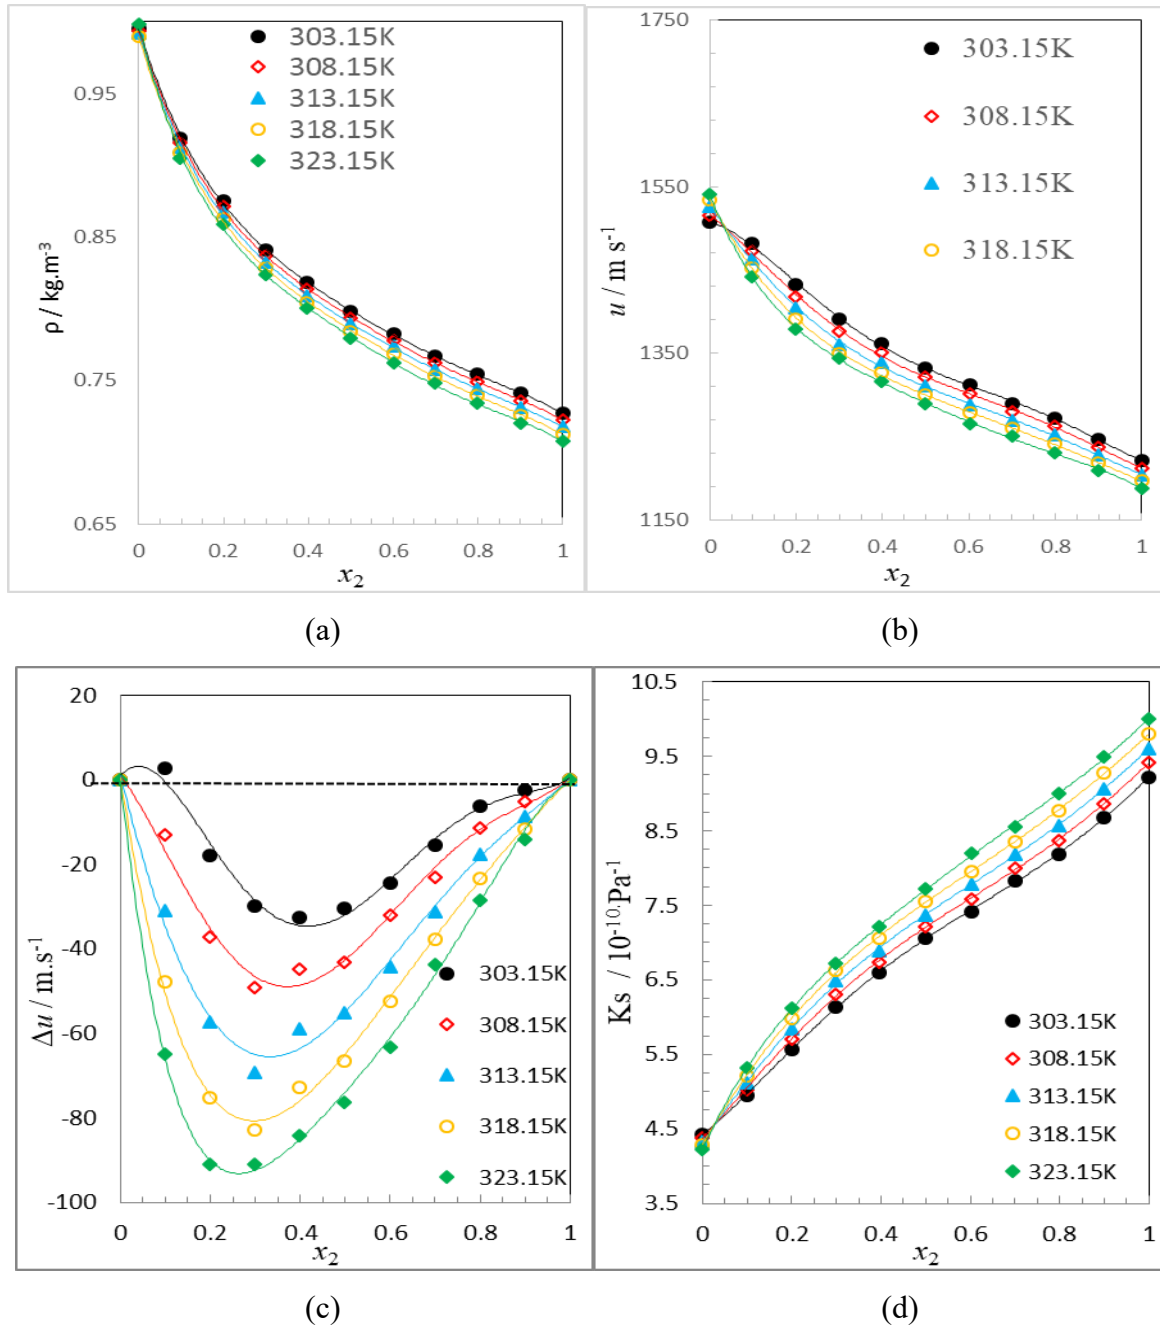 303.15K
308.15K
313.15K
318.15K
323.15K
0.95
0.85
0.75
0.65
ρ / kg.m⁻³
0 0.2 0.4 0.6 0.8 1
x₂
(a)
1750
1550
1350
1150
u / m s⁻¹
303.15K
308.15K
313.15K
318.15K
0 0.2 0.4 0.6 0.8 1
x₂
(b)
20
0
-20
-40
-60
-80
-100
Δu / m.s⁻¹
303.15K
308.15K
313.15K
318.15K
323.15K
0 0.2 0.4 0.6 0.8 1
x₂
(c)
10.5
9.5
8.5
7.5
6.5
5.5
4.5
3.5
Ks / 10⁻¹⁰.Pa⁻¹
303.15K
308.15K
313.15K
318.15K
323.15K
0 0.2 0.4 0.6 0.8 1
x₂
(d)